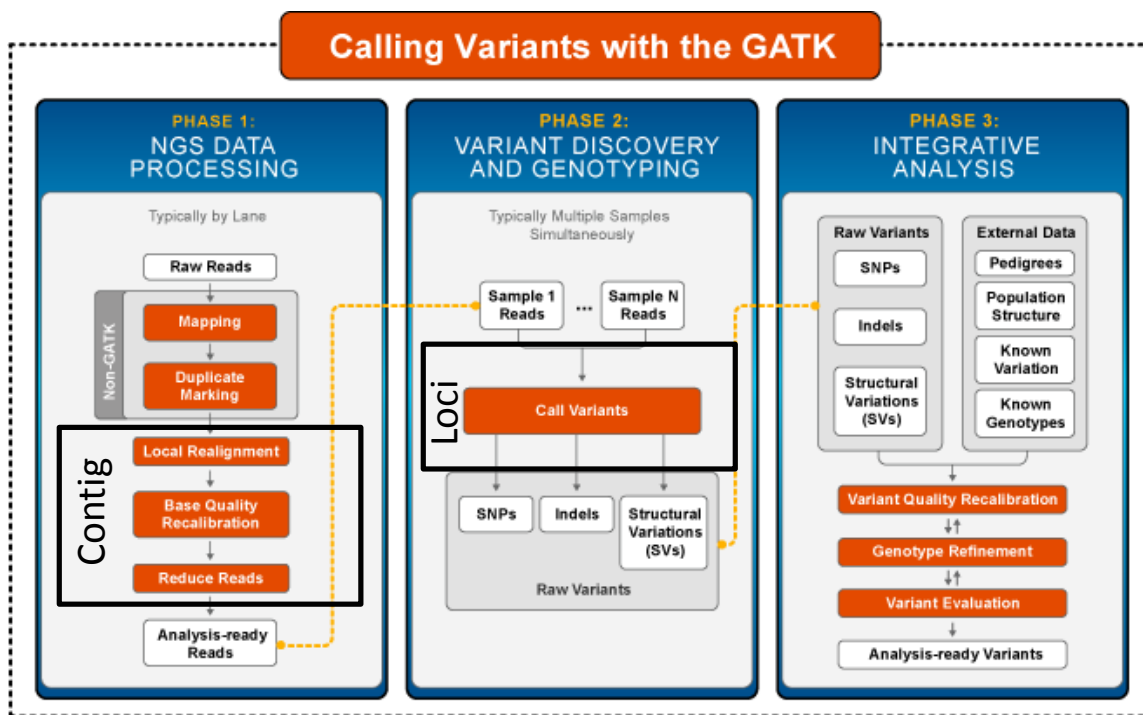 Calling Variants with the GATK
PHASE 1:
NGS DATA
PROCESSING
Typically by Lane
Raw Reads
Non-GATK
Mapping
Duplicate
Marking
Contig
Local Realignment
Base Quality
Recalibration
Reduce Reads
Analysis-ready
Reads
PHASE 2:
VARIANT DISCOVERY
AND GENOTYPING
Typically Multiple Samples
Simultaneously
Sample 1
Reads
...
Sample N
Reads
Loci
Call Variants
SNPs
Indels
Structural
Variations
(SVs)
Raw Variants
PHASE 3:
INTEGRATIVE
ANALYSIS
Raw Variants
SNPs
Indels
Structural
Variations
(SVs)
External Data
Pedigrees
Population
Structure
Known
Variation
Known
Genotypes
Variant Quality Recalibration
Genotype Refinement
Variant Evaluation
Analysis-ready Variants